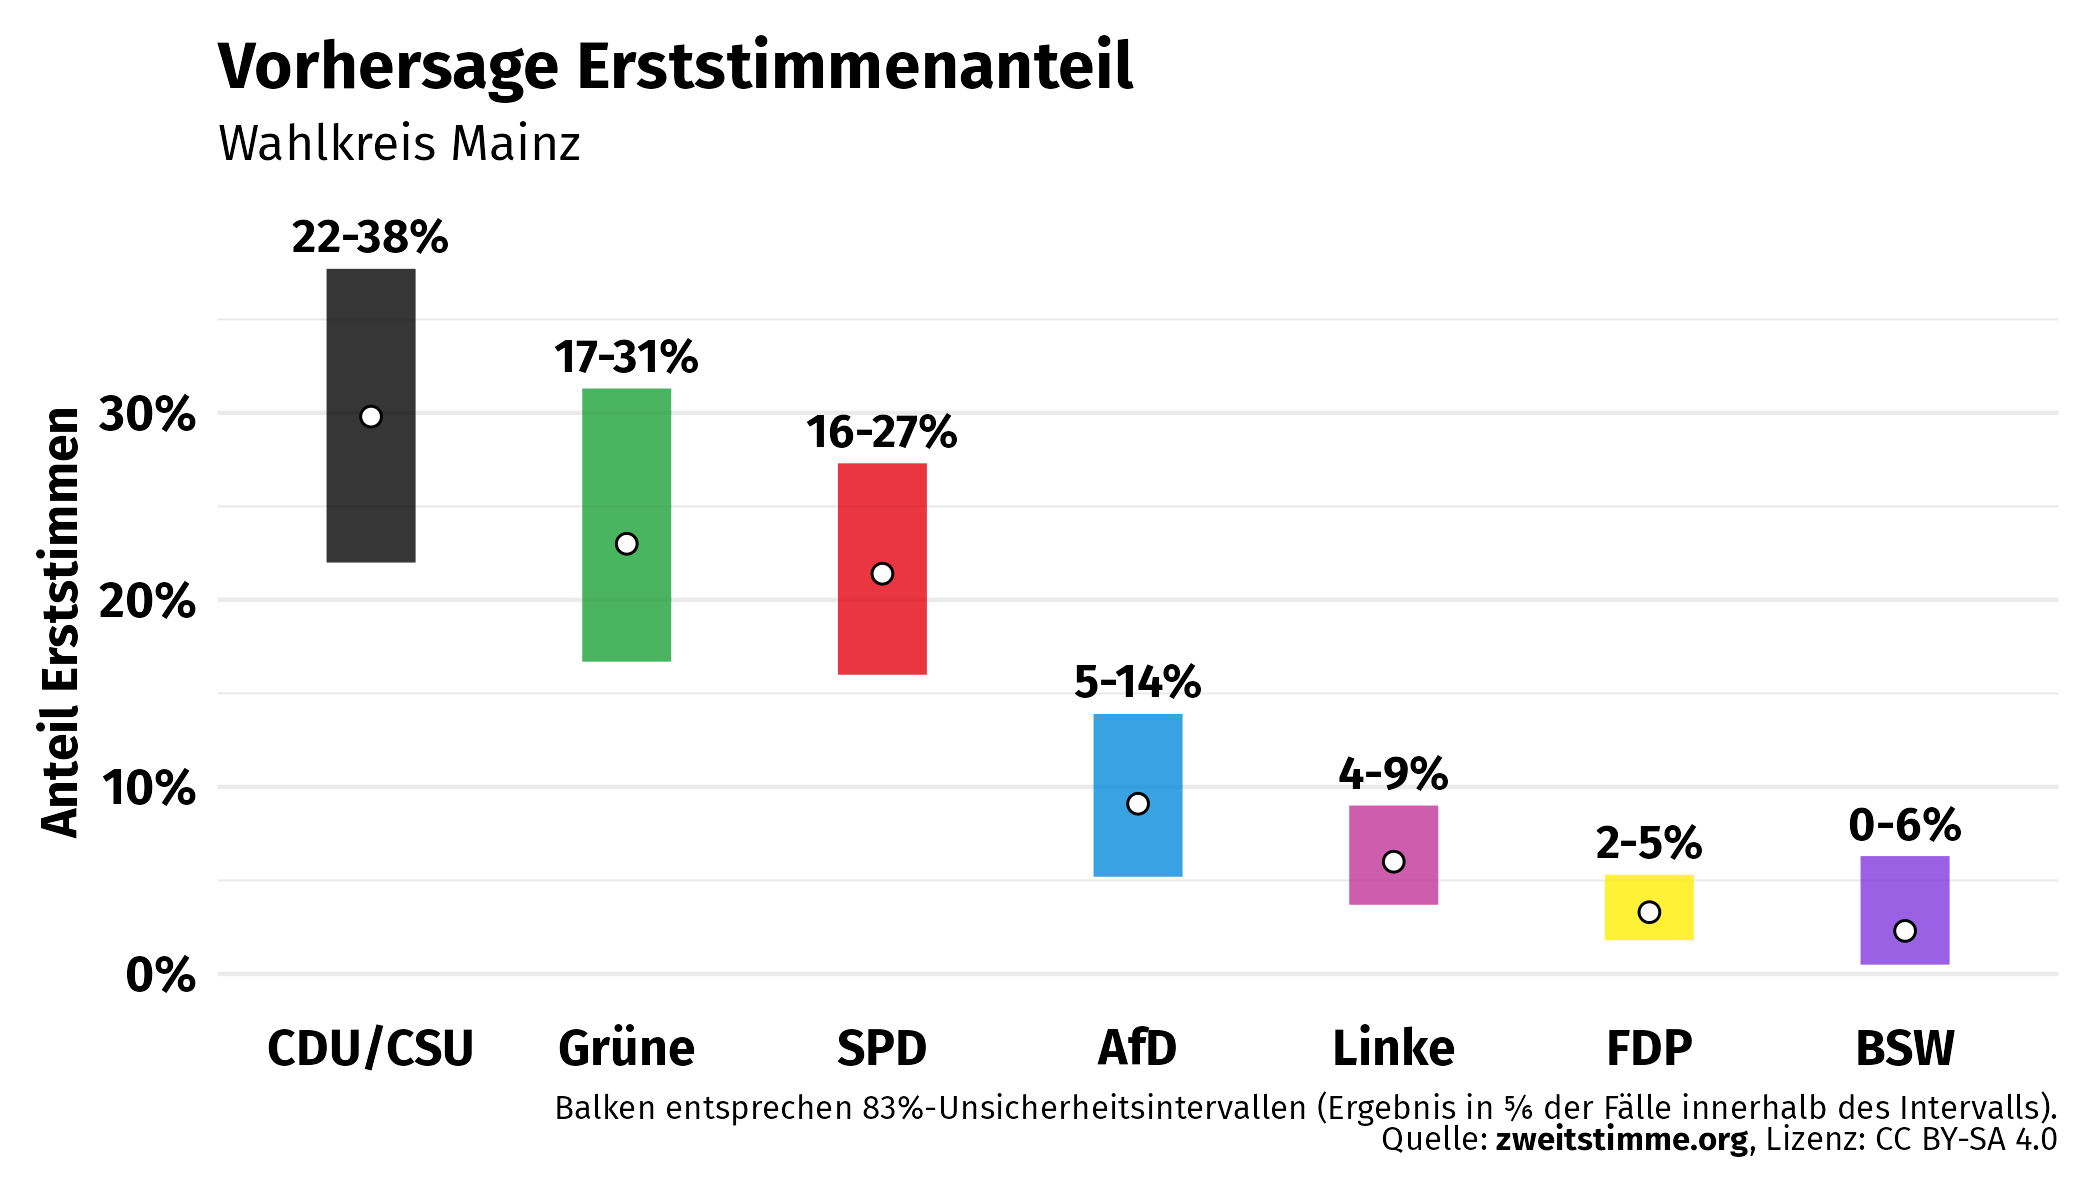 Vorhersage Erststimmenanteil
Wahlkreis Mainz
22-38%
17-31%
16-27%
5-14%
4-9%
2-5%
0-6%
Anteil Erststimmen
30%
20%
10%
0%
CDU/CSU Grüne SPD AfD Linke FDP BSW
Balken entsprechen 83%-Unsicherheitsintervallen (Ergebnis in ⅚ der Fälle innerhalb des Intervalls).
Quelle: zweitstimme.org, Lizenz: CC BY-SA 4.0